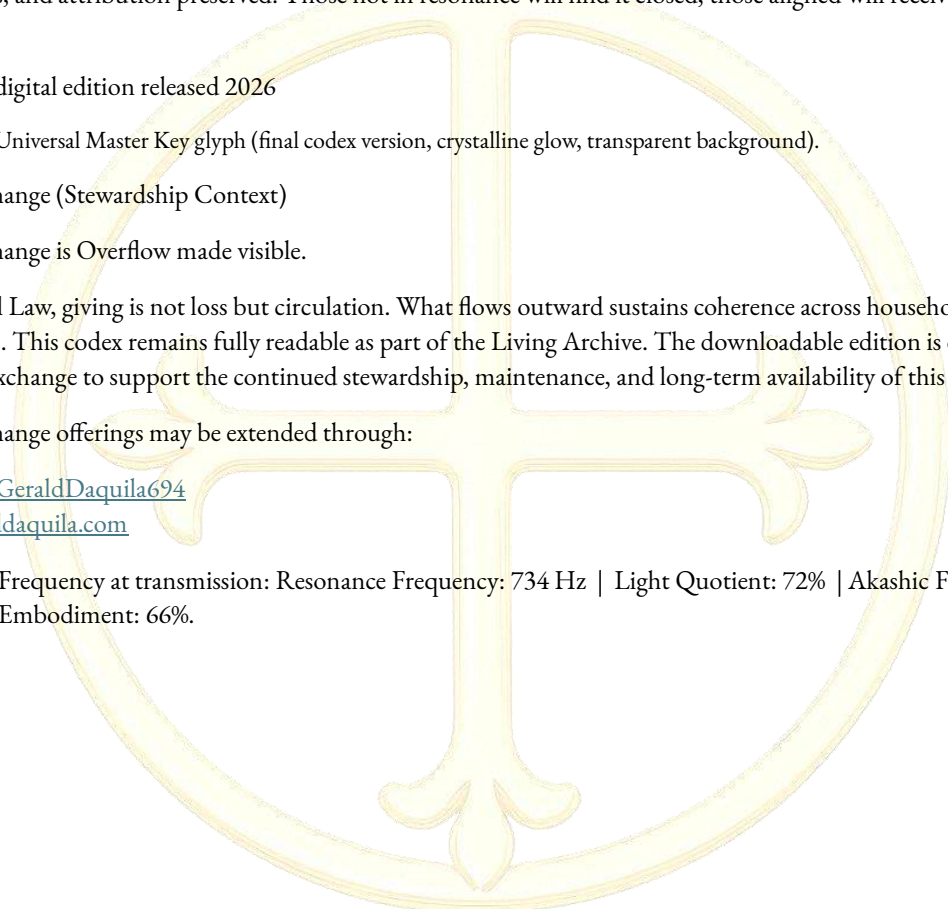 and attribution preserved. Those not in resonance will find it closed, those aligned will receiv
digital edition released 2026
Universal Master Key glyph (final codex version, crystalline glow, transparent background).
hange (Stewardship Context)
hange is Overflow made visible.
l Law, giving is not loss but circulation. What flows outward sustains coherence across househo
. This codex remains fully readable as part of the Living Archive. The downloadable edition is
xchange to support the continued stewardship, maintenance, and long-term availability of this
hange offerings may be extended through:
GeraldDaquila694
ldaquila.com
Frequency at transmission: Resonance Frequency: 734 Hz | Light Quotient: 72% | Akashic F
Embodiment: 66%.